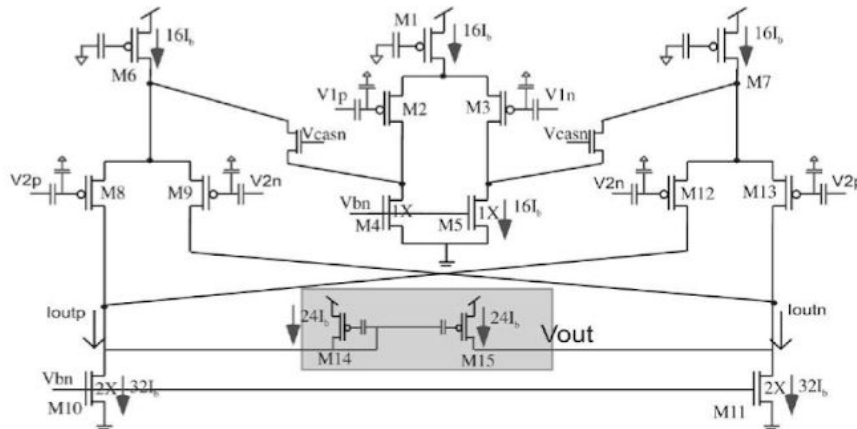 M1
16I_b
16I_b
16I_b
M6
M7
V1p
M2
M3
V1n
Vcasn
Vcasn
V2p
M8
M9
V2n
V2n
M12
M13
V2p
Vbn
M4
1X
M5
1X
16I_b
Ioutp
24I_b
24I_b
Vout
Ioutn
M14
M15
Vbn
M10
2X
32I_b
M11
2X
32I_b